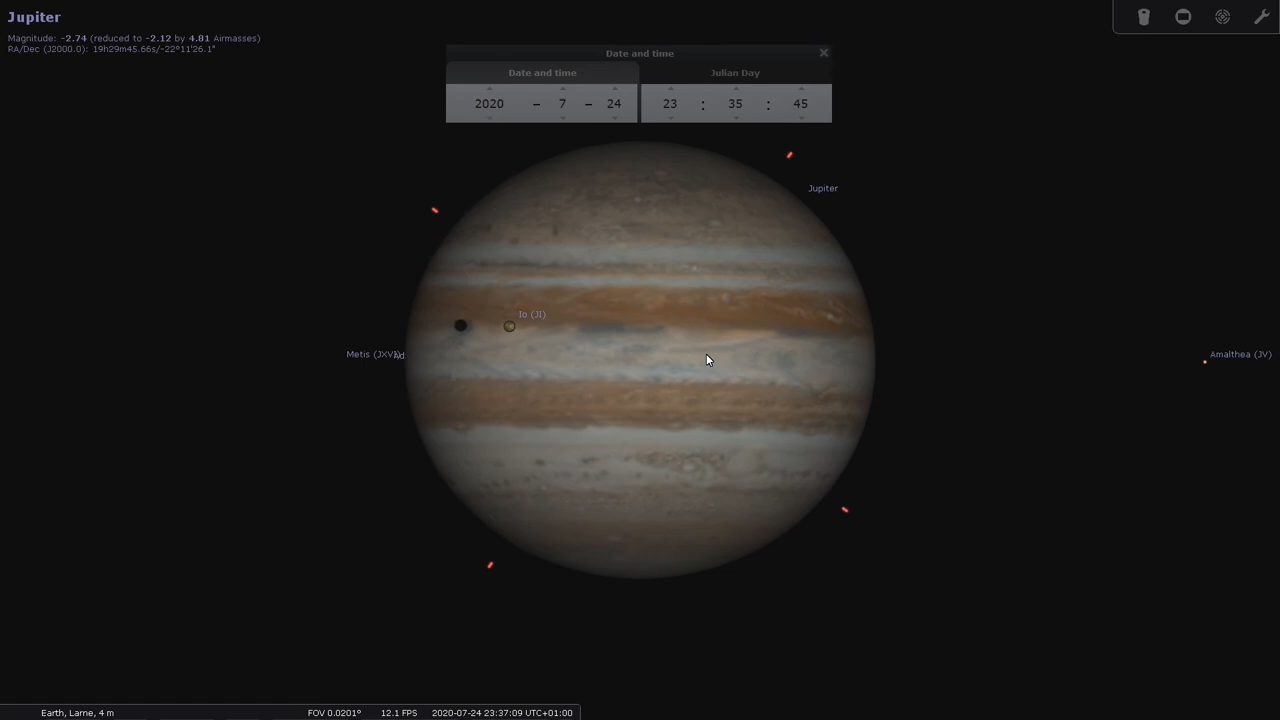 Jupiter
Magnitude: -2.74 (reduced to -2.12 by 4.81 Airmasses)
RA/Dec (J2000.0): 19h29m45.66s/-22°11'26.1"
Date and time
Date and time Julian Day
2020 - 7 - 24 23 : 35 : 45
Jupiter
Io (JI)
Metis (JXVI)
Amalthea (JV)
Earth, Larne, 4 m FOV 0.0201° 12.1 FPS 2020-07-24 23:37:09 UTC+01:00